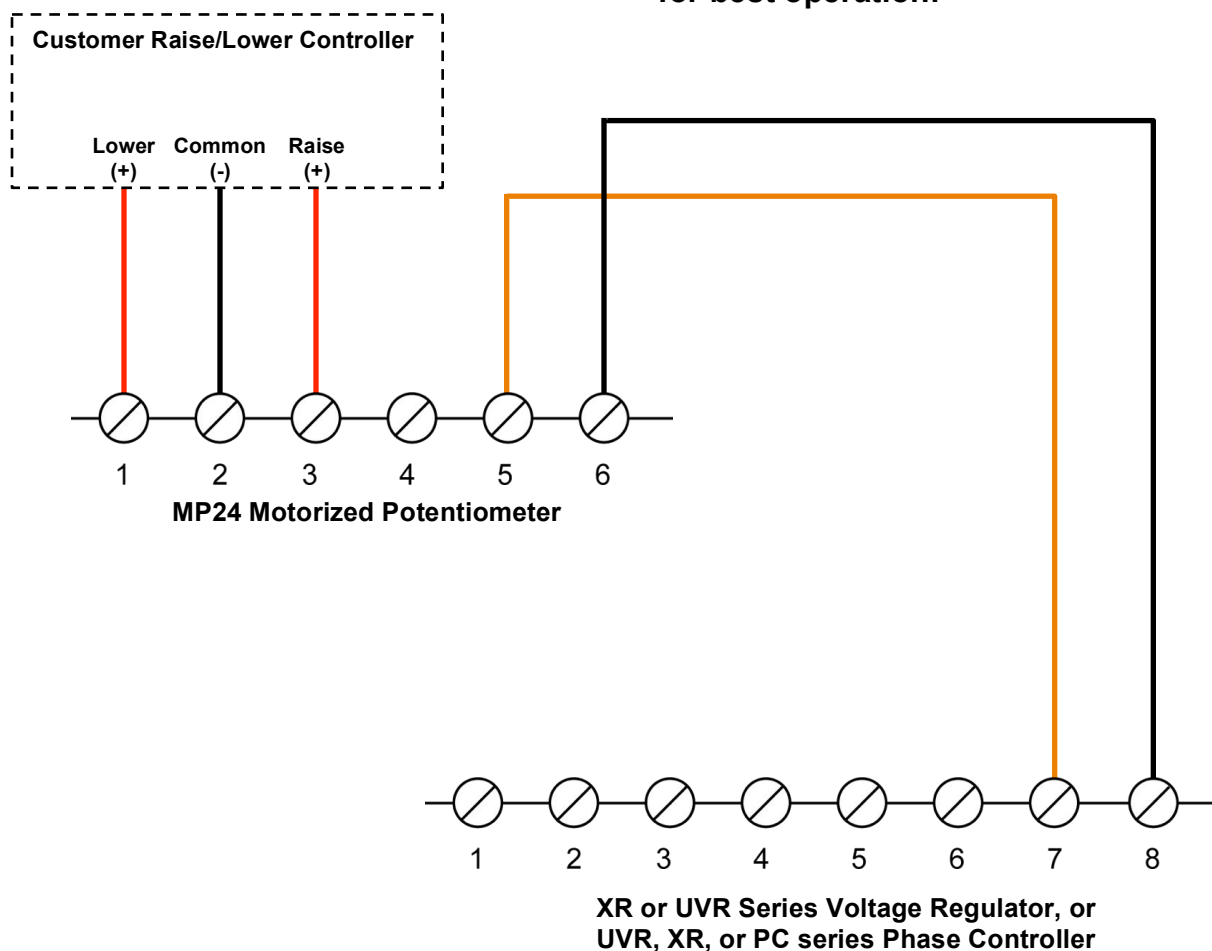 for best operation.
Customer Raise/Lower Controller
Lower Common Raise
(+) (-) (+)
1 2 3 4 5 6
MP24 Motorized Potentiometer
1 2 3 4 5 6 7 8
XR or UVR Series Voltage Regulator, or
UVR, XR, or PC series Phase Controller